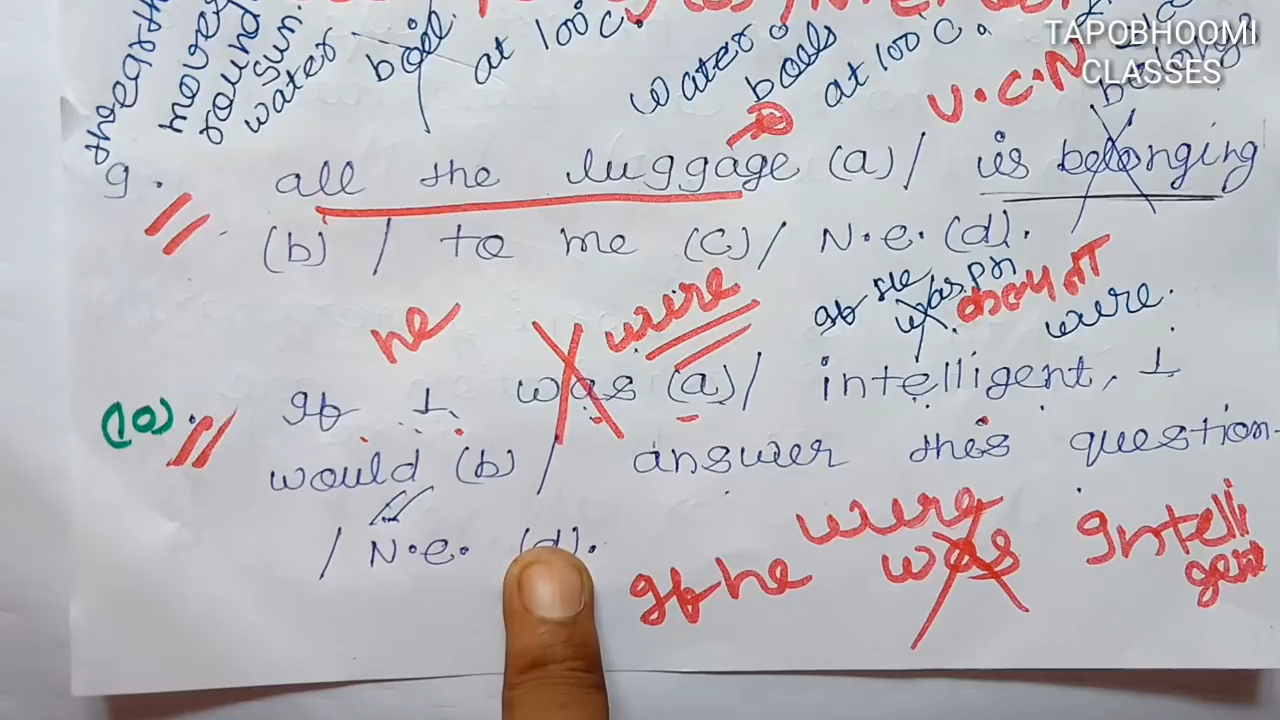 TAPOBHOOMI
CLASSES
the earth
moves
round
sun
water
boil
at 100°C.
water
boils
at 100°C.
V.C.N
belongs
9. all the luggage (a)/ is belonging
(b) / to me (c)/ N.e. (d).
he
were
If
was
were.
(10). If I was (a)/ intelligent, I
would (b) / answer this question.
/ N.e. (d).
were
If he was Intelli
gent